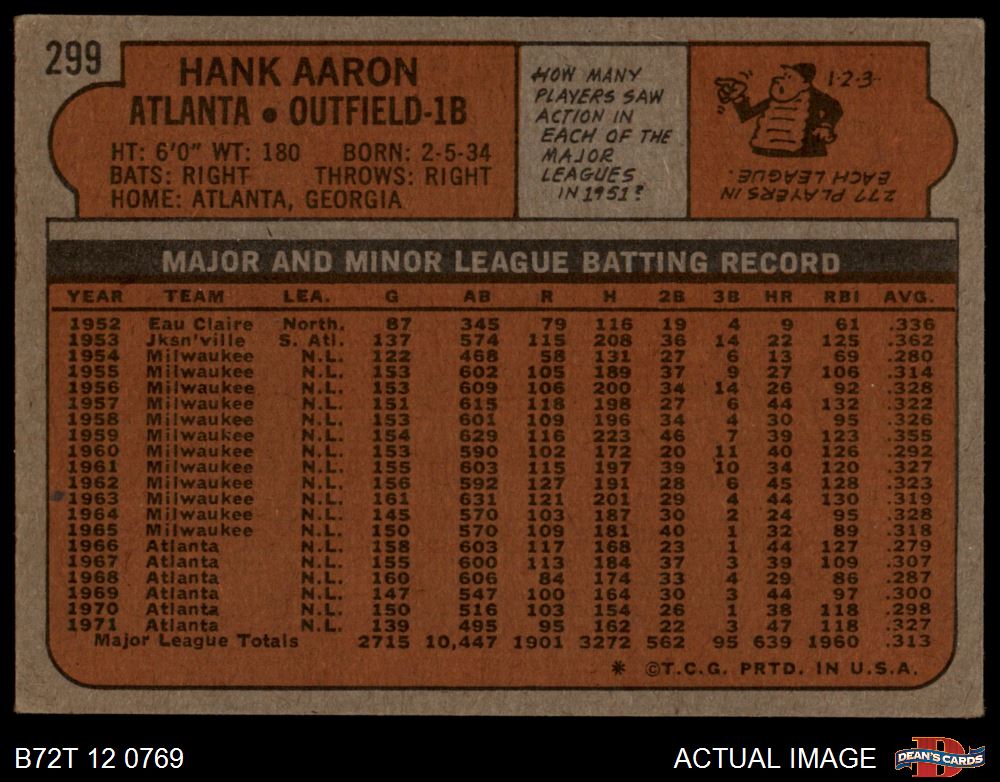 299
HANK AARON
ATLANTA • OUTFIELD-1B
HT: 6'0" WT: 180 BORN: 2-5-34
BATS: RIGHT THROWS: RIGHT
HOME: ATLANTA, GEORGIA
HOW MANY
PLAYERS SAW
ACTION IN
EACH OF THE
MAJOR
LEAGUES
IN 1951?
1-2-3-
277 PLAYERS IN
EACH LEAGUE.
MAJOR AND MINOR LEAGUE BATTING RECORD
YEAR TEAM LEA. G AB R H 2B 3B HR RBI AVG.
1952 Eau Claire North. 87 345 79 116 19 4 9 61 .336
1953 Jksn'ville S. Atl. 137 574 115 208 36 14 22 125 .362
1954 Milwaukee N.L. 122 468 58 131 27 6 13 69 .280
1955 Milwaukee N.L. 153 602 105 189 37 9 27 106 .314
1956 Milwaukee N.L. 153 609 106 200 34 14 26 92 .328
1957 Milwaukee N.L. 151 615 118 198 27 6 44 132 .322
1958 Milwaukee N.L. 153 601 109 196 34 4 30 95 .326
1959 Milwaukee N.L. 154 629 116 223 46 7 39 123 .355
1960 Milwaukee N.L. 153 590 102 172 20 11 40 126 .292
1961 Milwaukee N.L. 155 603 115 197 39 10 34 120 .327
1962 Milwaukee N.L. 156 592 127 191 28 6 45 128 .323
1963 Milwaukee N.L. 161 631 121 201 29 4 44 130 .319
1964 Milwaukee N.L. 145 570 103 187 30 2 24 95 .328
1965 Milwaukee N.L. 150 570 109 181 40 1 32 89 .318
1966 Atlanta N.L. 158 603 117 168 23 1 44 127 .279
1967 Atlanta N.L. 155 600 113 184 37 3 39 109 .307
1968 Atlanta N.L. 160 606 84 174 33 4 29 86 .287
1969 Atlanta N.L. 147 547 100 164 30 3 44 97 .300
1970 Atlanta N.L. 150 516 103 154 26 1 38 118 .298
1971 Atlanta N.L. 139 495 95 162 22 3 47 118 .327
Major League Totals 2715 10,447 1901 3272 562 95 639 1960 .313
* ©T.C.G. PRTD. IN U.S.A.
B72T 12 0769
ACTUAL IMAGE
D
DEAN'S CARDS